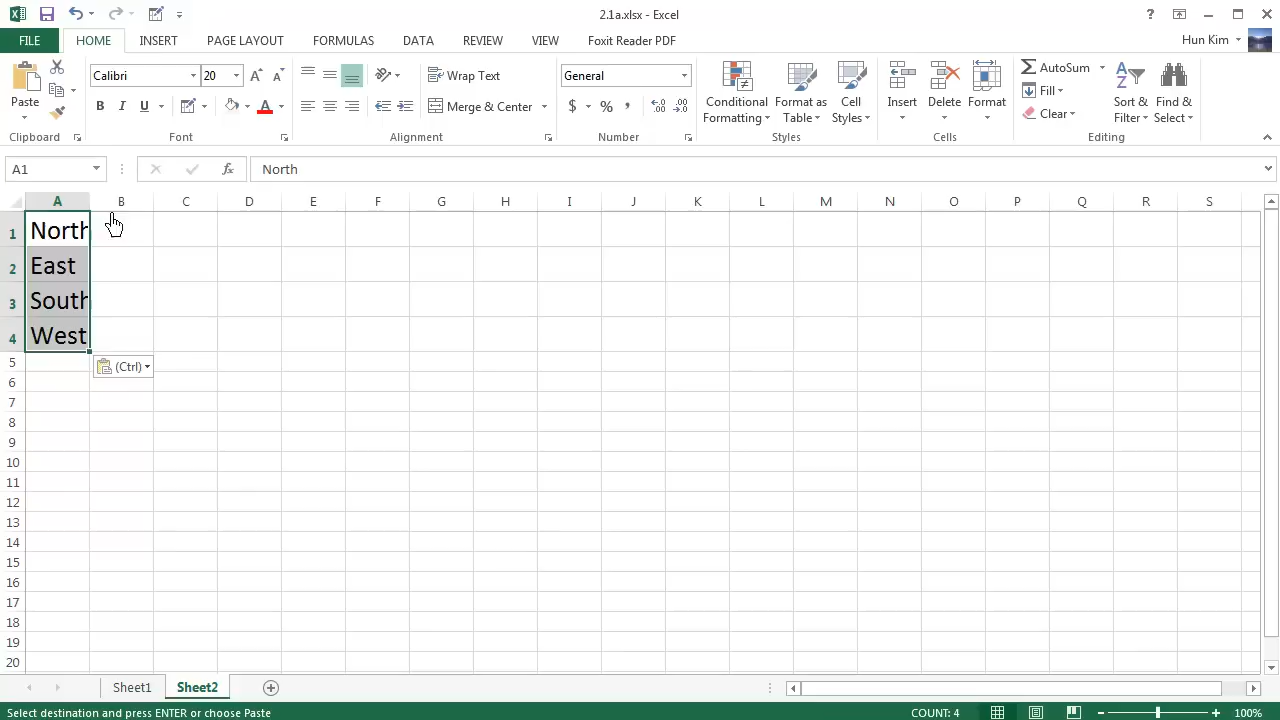 2.1a.xlsx - Excel
FILE HOME INSERT PAGE LAYOUT FORMULAS DATA REVIEW VIEW Foxit Reader PDF Hun Kim
Calibri 20 Wrap Text General AutoSum
Paste Conditional Formatting Format as Table Cell Styles Insert Delete Format Fill Sort & Filter Find & Select
B I U A Merge & Center $ % , Clear
Clipboard Font Alignment Number Styles Cells Editing
A1 fx North
A B C D E F G H I J K L M N O P Q R S
1 North
2 East
3 South
4 West
5 (Ctrl)
6
7
8
9
10
11
12
13
14
15
16
17
18
19
20
Sheet1 Sheet2
Select destination and press ENTER or choose Paste COUNT: 4 100%